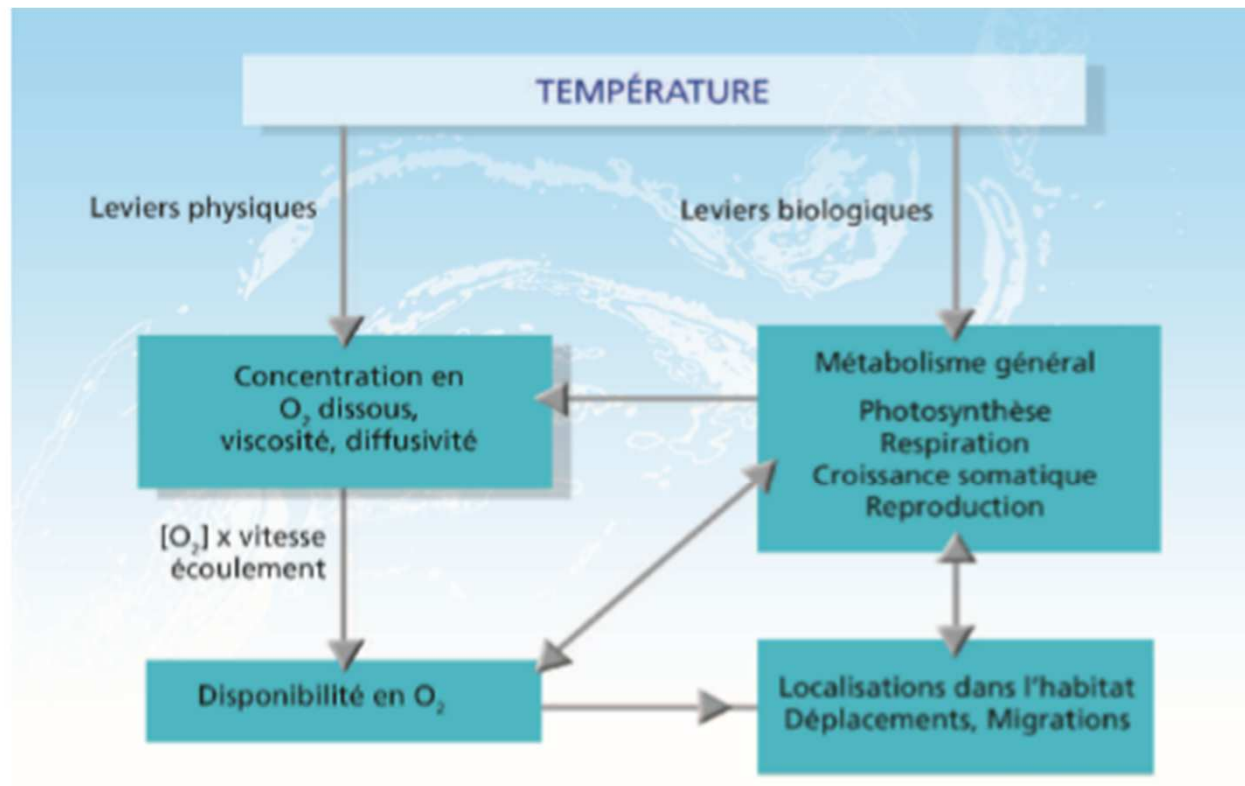 TEMPÉRATURE
Leviers physiques
Leviers biologiques
Concentration en
O₂ dissous,
viscosité, diffusivité
Métabolisme général
Photosynthèse
Respiration
Croissance somatique
Reproduction
[O₂] x vitesse
écoulement
Disponibilité en O₂
Localisations dans l'habitat
Déplacements, Migrations